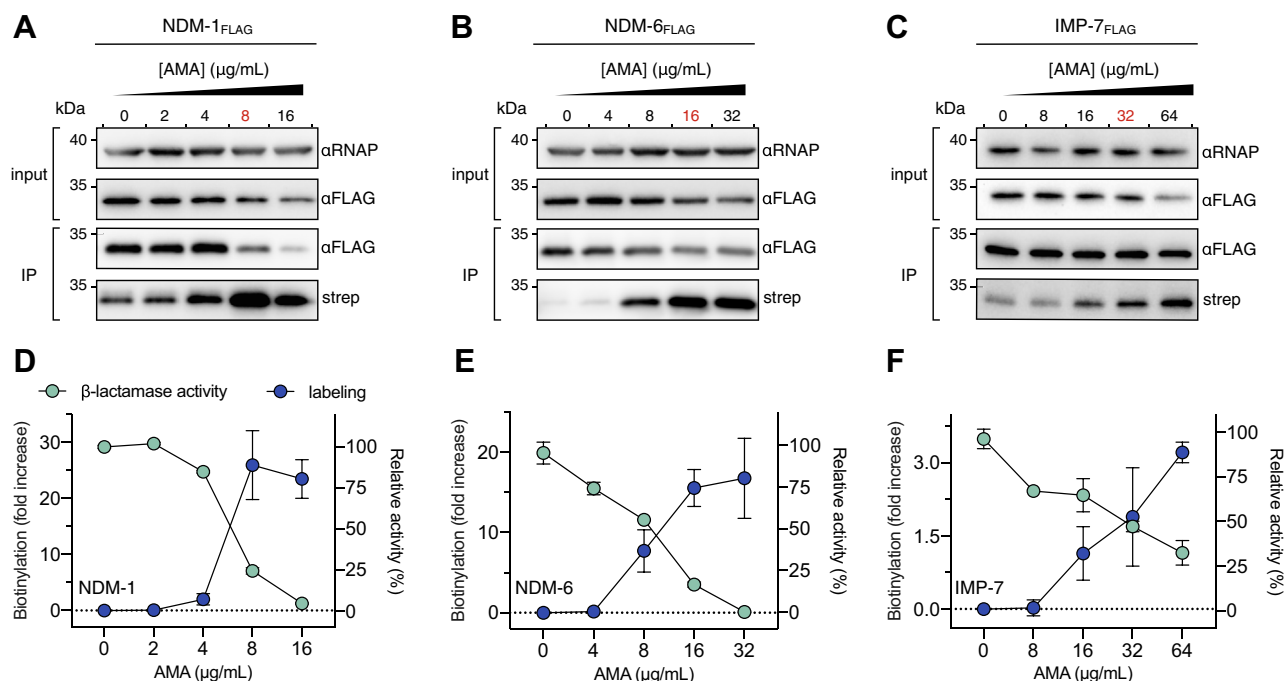 A
NDM-1FLAG
[AMA] (µg/mL)
kDa
0 2 4 8 16
40
αRNAP
input
35
αFLAG
35
αFLAG
IP
35
strep
B
NDM-6FLAG
[AMA] (µg/mL)
kDa
0 4 8 16 32
40
αRNAP
input
35
αFLAG
35
αFLAG
IP
35
strep
C
IMP-7FLAG
[AMA] (µg/mL)
kDa
0 8 16 32 64
40
αRNAP
input
35
αFLAG
35
αFLAG
IP
35
strep
D
β-lactamase activity
labeling
Biotinylation (fold increase)
30
20
10
0
100
75
50
25
0
Relative activity
(%)
NDM-1
0 2 4 8 16
AMA (µg/mL)
E
Biotinylation (fold increase)
20
10
0
100
75
50
25
0
Relative activity
(%)
NDM-6
0 4 8 16 32
AMA (µg/mL)
F
Biotinylation (fold increase)
3.0
1.5
0.0
100
75
50
25
0
Relative activity
(%)
IMP-7
0 8 16 32 64
AMA (µg/mL)